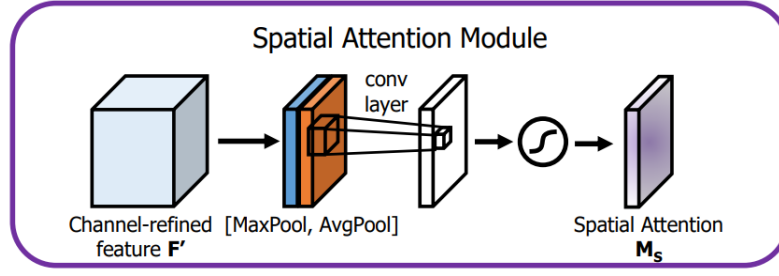 Spatial Attention Module
conv
layer
Channel-refined
feature F'
[MaxPool, AvgPool]
Spatial Attention
Ms